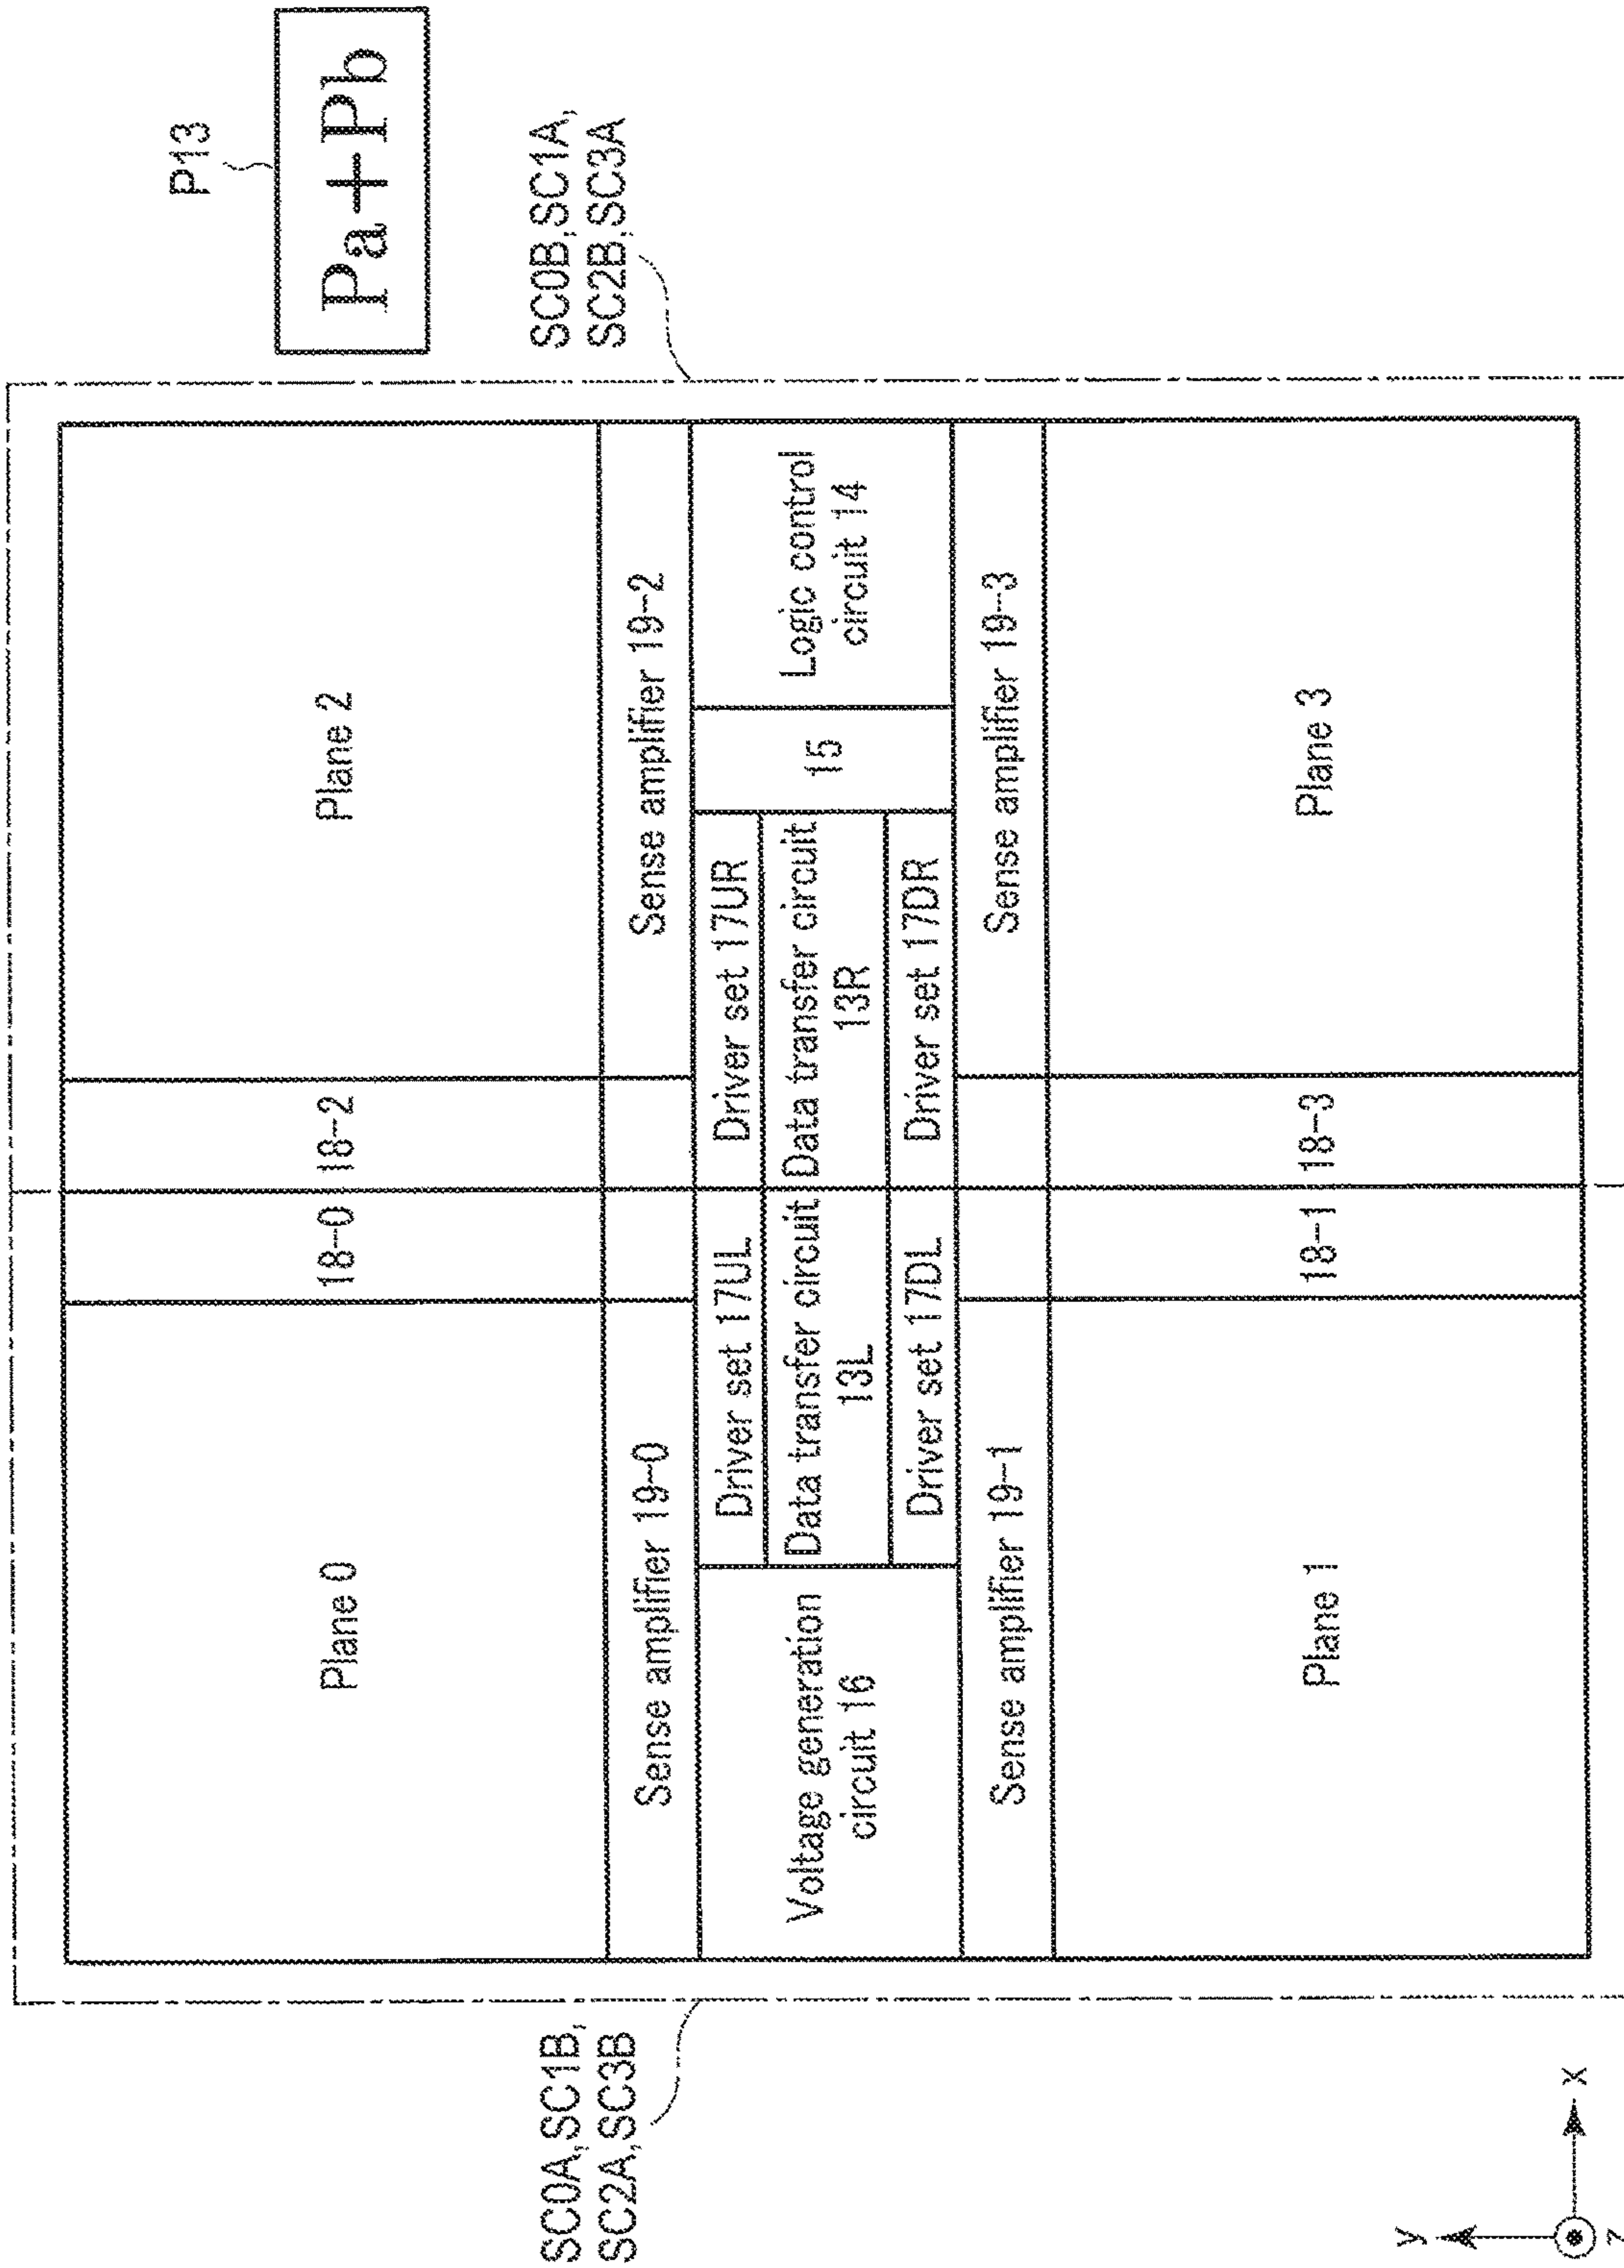 P13
Pa+Pb
SC0A,SC1B,
SC2A,SC3B
SC0B,SC1A,
SC2B,SC3A
Plane 0
18-0
18-2
Plane 2
Sense amplifier 19-0
Sense amplifier 19-2
Voltage generation
circuit 16
Driver set 17UL
Driver set 17UR
Data transfer circuit
13L
Data transfer circuit
13R
Driver set 17DL
Driver set 17DR
15
Logic control
circuit 14
Sense amplifier 19-1
Sense amplifier 19-3
Plane 1
18-1
18-3
Plane 3
y
x
z